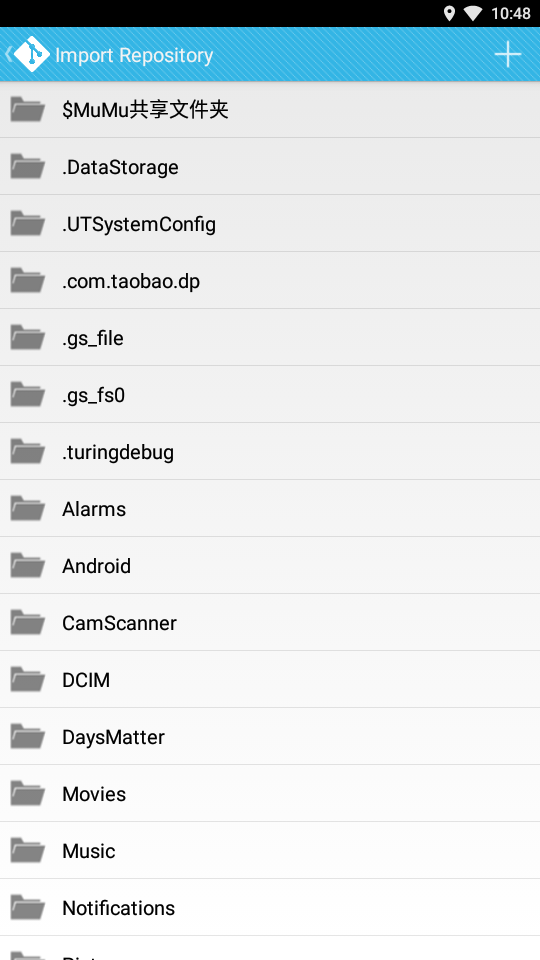 10:48
Import Repository
$MuMu共享文件夹
.DataStorage
.UTSystemConfig
.com.taobao.dp
.gs_file
.gs_fs0
.turingdebug
Alarms
Android
CamScanner
DCIM
DaysMatter
Movies
Music
Notifications